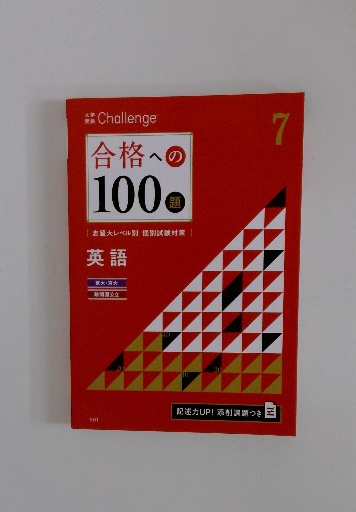 大学受験 Challenge
7
合格への
100題
志望大レベル別 個別試験対策
英語
東大・京大
難関国公立
記述力UP! 添削課題つき